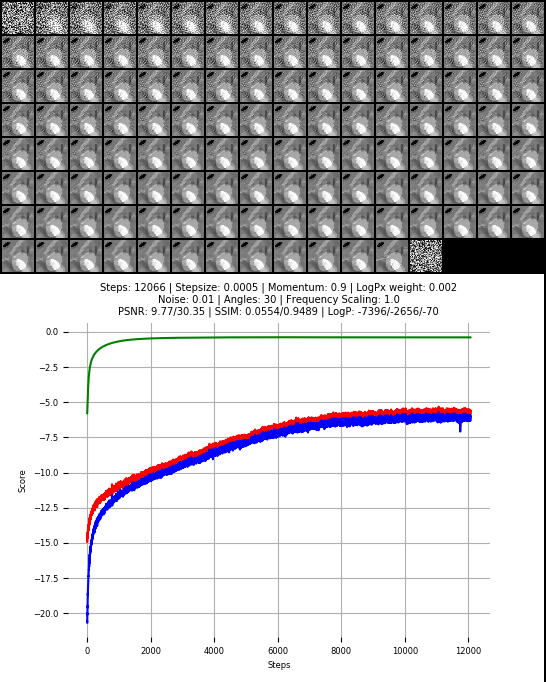 Steps: 12066 | Stepsize: 0.0005 | Momentum: 0.9 | LogPx weight: 0.002
Noise: 0.01 | Angles: 30 | Frequency Scaling: 1.0
PSNR: 9.77/30.35 | SSIM: 0.0554/0.9489 | LogP: -7396/-2656/-70
0.0
−2.5
−5.0
−7.5
−10.0
−12.5
−15.0
−17.5
−20.0
Score
0 2000 4000 6000 8000 10000 12000
Steps